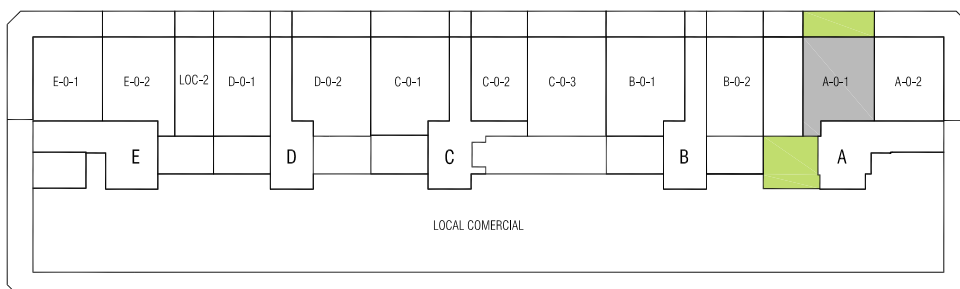 E-0-1 E-0-2 LOC-2 D-0-1 D-0-2 C-0-1 C-0-2 C-0-3 B-0-1 B-0-2 A-0-1 A-0-2
E D C B A
LOCAL COMERCIAL